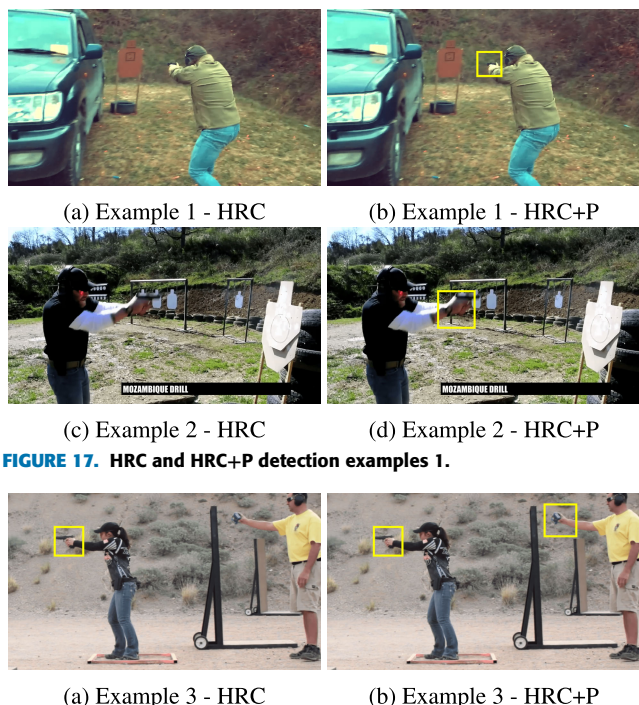 (a) Example 1 - HRC
(b) Example 1 - HRC+P
MOZAMBIQUE DRILL
MOZAMBIQUE DRILL
(c) Example 2 - HRC
(d) Example 2 - HRC+P
FIGURE 17. HRC and HRC+P detection examples 1.
(a) Example 3 - HRC
(b) Example 3 - HRC+P